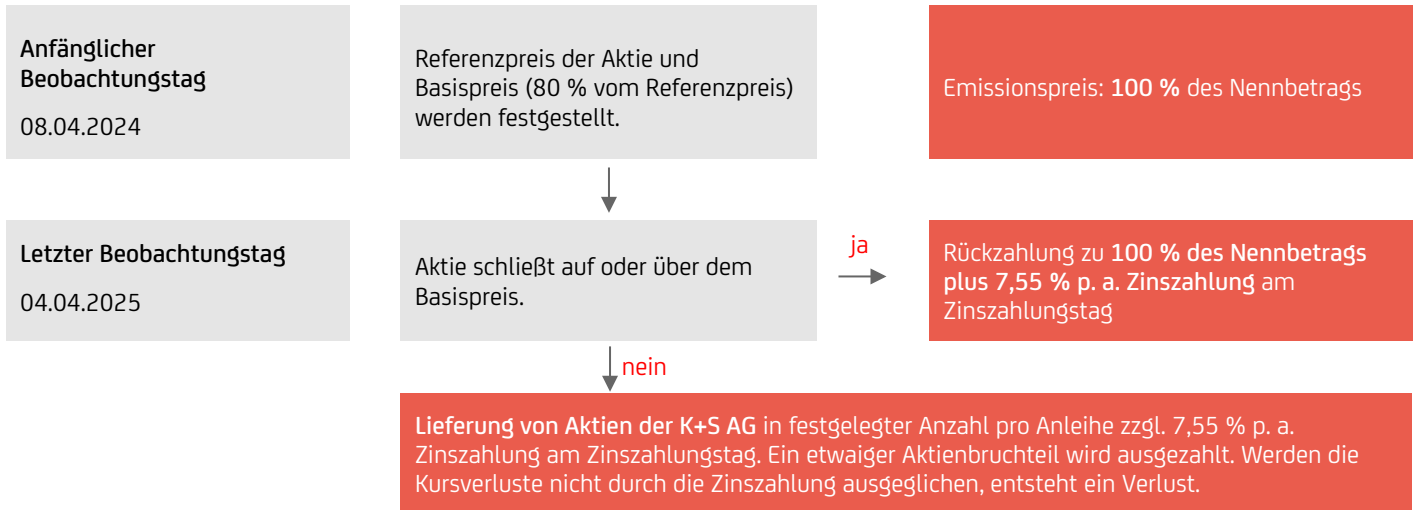 Anfänglicher
Beobachtungstag
08.04.2024
Referenzpreis der Aktie und
Basispreis (80 % vom Referenzpreis)
werden festgestellt.
Emissionspreis: 100 % des Nennbetrags
Letzter Beobachtungstag
04.04.2025
Aktie schließt auf oder über dem
Basispreis.
ja
Rückzahlung zu 100 % des Nennbetrags
plus 7,55 % p. a. Zinszahlung am
Zinszahlungstag
nein
Lieferung von Aktien der K+S AG in festgelegter Anzahl pro Anleihe zzgl. 7,55 % p. a.
Zinszahlung am Zinszahlungstag. Ein etwaiger Aktienbruchteil wird ausgezahlt. Werden die
Kursverluste nicht durch die Zinszahlung ausgeglichen, entsteht ein Verlust.